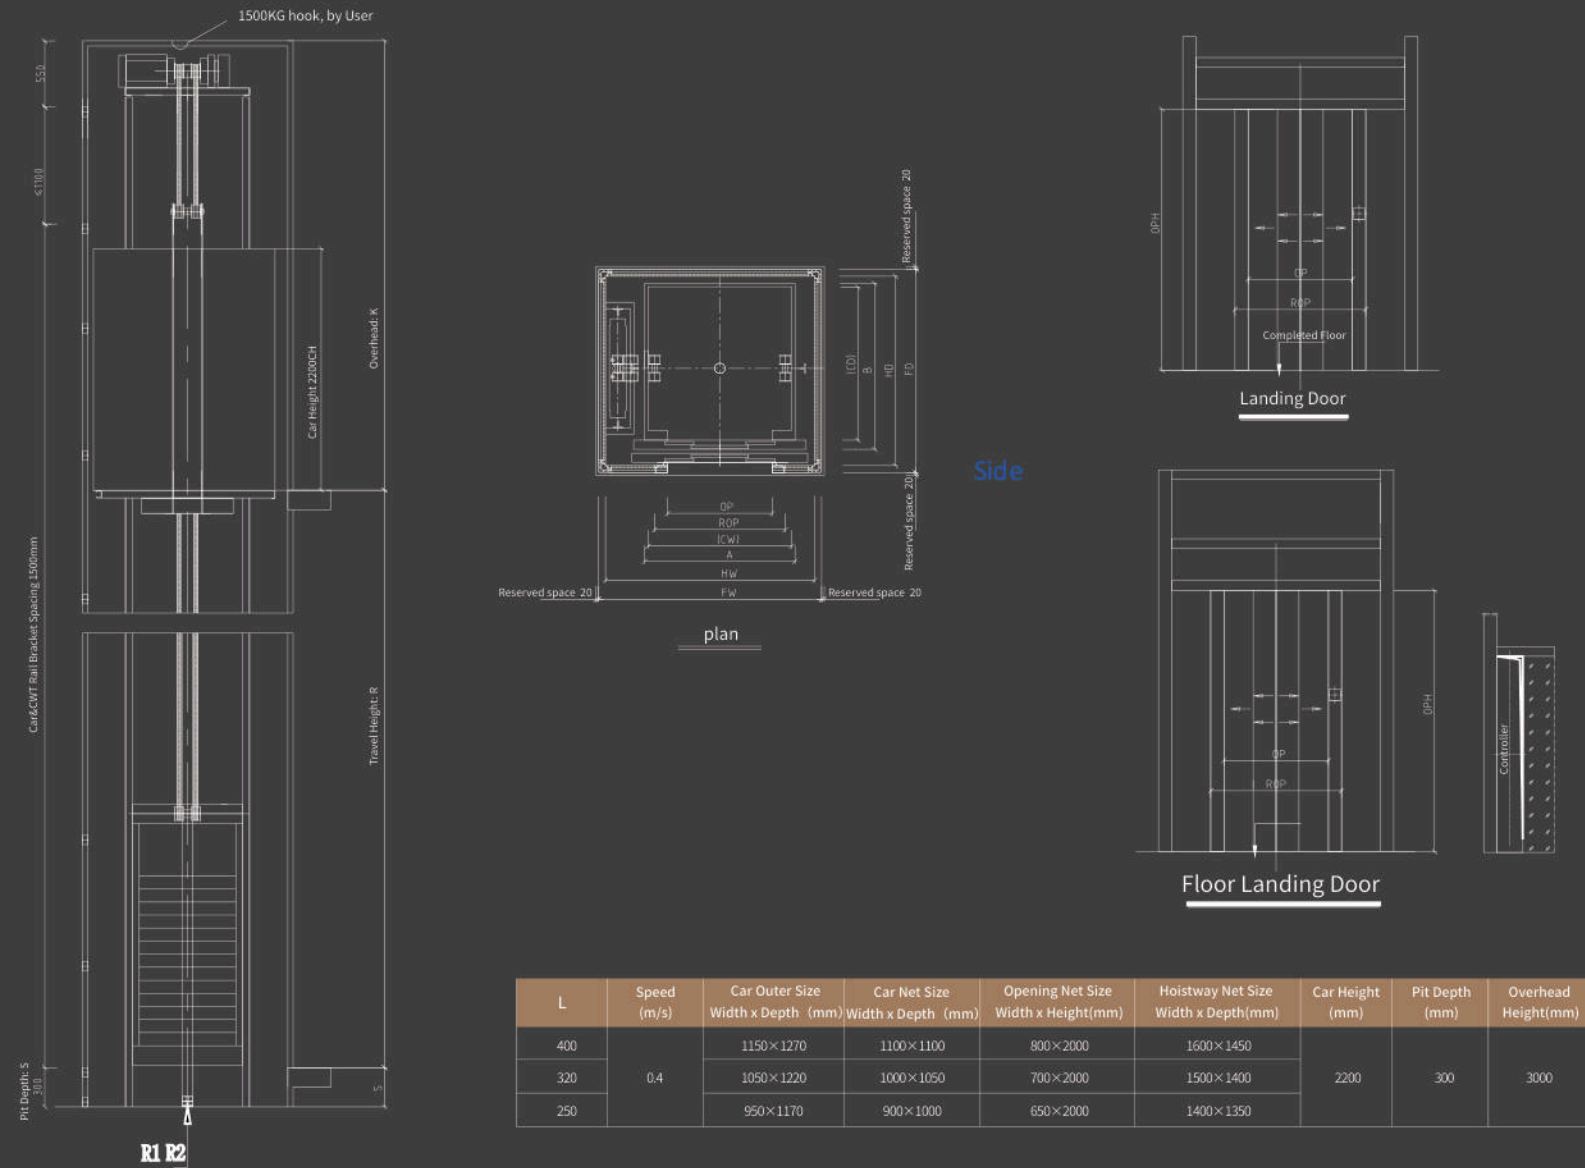 1500KG hook, by User
550
≤1100
Car&CWT Rail Bracket Spacing 1500mm
Car Height 2200CH
Overhead: K
Travel Height: R
Pit Depth: S
300
S
R1 R2
Reserved space 20
(CD)
B
HD
FD
Reserved space 20
OP
ROP
(CW)
A
HW
FW
Reserved space 20
Reserved space 20
plan
Side
OPH
OP
ROP
Completed Floor
Landing Door
OPH
OP
ROP
Floor Landing Door
Controller
L Speed (m/s) Car Outer Size Width x Depth (mm) Car Net Size Width x Depth (mm) Opening Net Size Width x Height(mm) Hoistway Net Size Width x Depth(mm) Car Height (mm) Pit Depth (mm) Overhead Height(mm)
400 1150×1270 1100×1100 800×2000 1600×1450
320 0.4 1050×1220 1000×1050 700×2000 1500×1400 2200 300 3000
250 950×1170 900×1000 650×2000 1400×1350